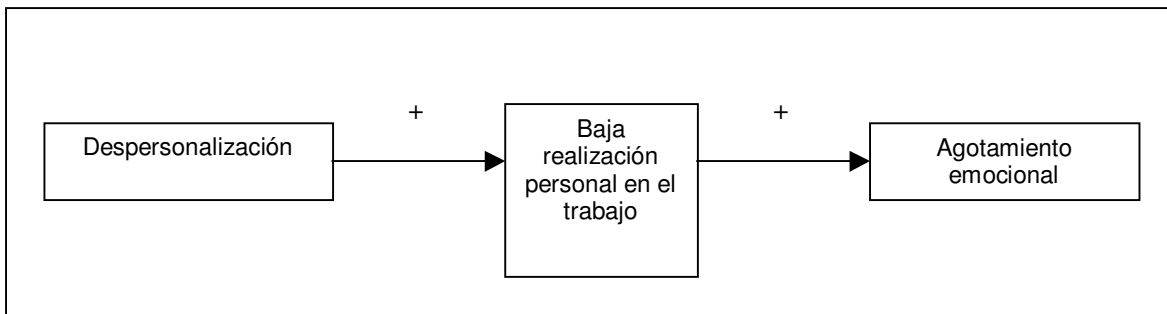 +
+
Despersonalización
Baja
realización
personal en el
trabajo
Agotamiento
emocional